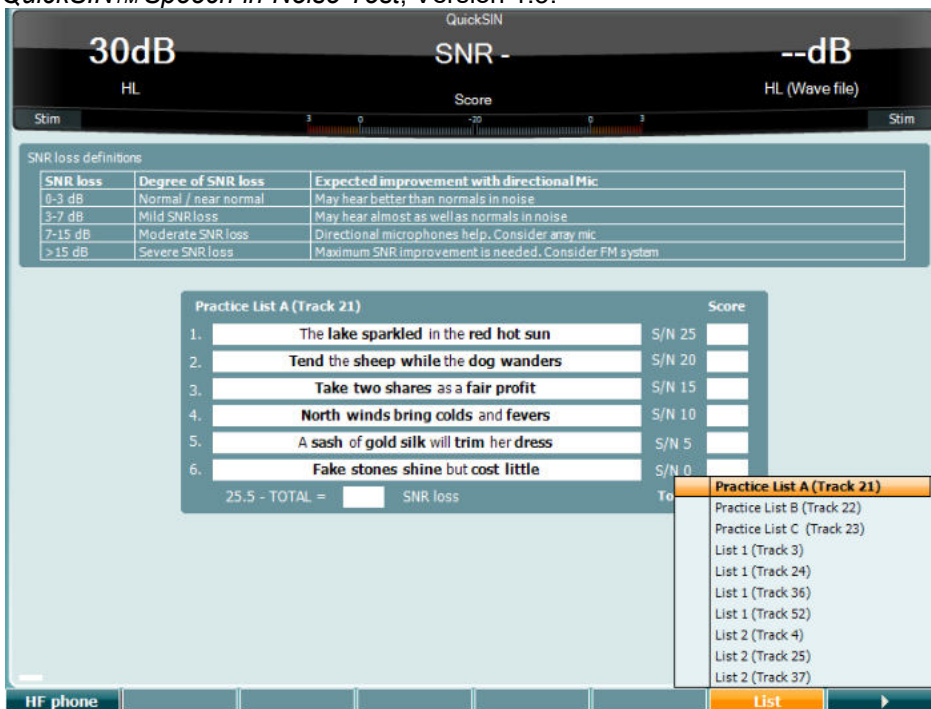 QuickSIN™ Speech-in-Noise Test, Version 1.3.
QuickSIN
30dB SNR - --dB
HL HL (Wave file)
Score
Stim 3 0 -20 0 3 Stim
SNR loss definitions
SNR loss Degree of SNR loss Expected improvement with directional Mic
0-3 dB Normal / near normal May hear better than normals in noise
3-7 dB Mild SNR loss May hear almost as well as normals in noise
7-15 dB Moderate SNR loss Directional microphones help. Consider array mic
>15 dB Severe SNR loss Maximum SNR improvement is needed. Consider FM system
Practice List A (Track 21) Score
1. The lake sparkled in the red hot sun S/N 25
2. Tend the sheep while the dog wanders S/N 20
3. Take two shares as a fair profit S/N 15
4. North winds bring colds and fevers S/N 10
5. A sash of gold silk will trim her dress S/N 5
6. Fake stones shine but cost little S/N 0
25.5 - TOTAL = SNR loss To
Practice List A (Track 21)
Practice List B (Track 22)
Practice List C (Track 23)
List 1 (Track 3)
List 1 (Track 24)
List 1 (Track 36)
List 1 (Track 52)
List 2 (Track 4)
List 2 (Track 25)
List 2 (Track 37)
HF phone List